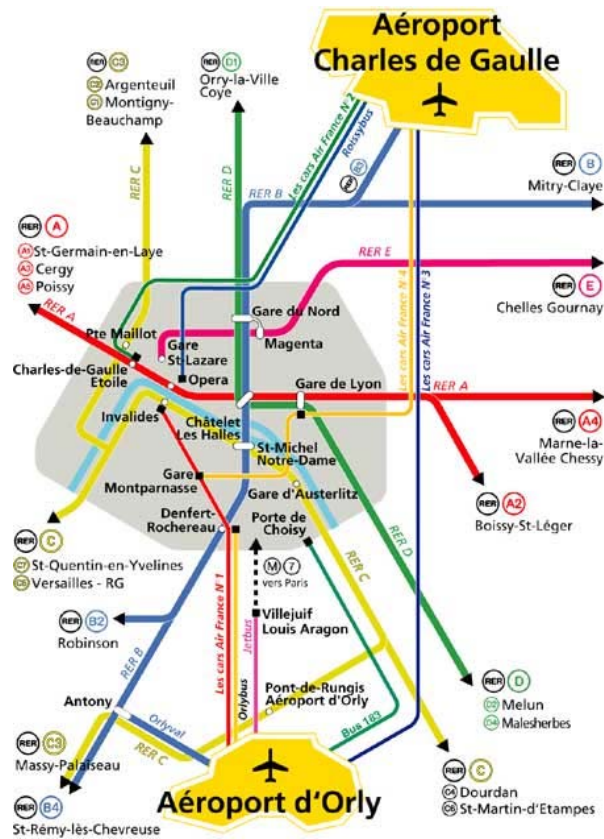 Aéroport
Charles de Gaulle
RER C3
C3 Argenteuil
C1 Montigny-
Beauchamp
RER D1
Orry-la-Ville
Coye
Les cars Air France N°2
Roissybus
RER B3
RER C
RER D
RER B
RER B
Mitry-Claye
RER A
A1 St-Germain-en-Laye
A3 Cergy
A5 Poissy
RER A
RER E
RER E
Chelles Gournay
Les cars Air France N°4
Les cars Air France N°3
Gare du Nord
Magenta
Pte Maillot
Gare
St-Lazare
Charles-de-Gaulle
Etoile
Opera
Gare de Lyon
RER A
RER A4
Marne-la-
Vallée Chessy
Invalides
Châtelet
Les Halles
St-Michel
Notre-Dame
Gare
Montparnasse
Gare d'Austerlitz
RER A2
Boissy-St-Léger
Denfert-
Rochereau
Porte de
Choisy
RER C
C7 St-Quentin-en-Yvelines
Versailles - RG
M 7
vers Paris
RER C
RER D
RER B2
Robinson
Villejuif
Louis Aragon
RER B
Les cars Air France N°1
Orlybus
Jetbus
RER D
D2 Melun
D4 Malesherbes
Antony
Orlyval
Pont-de-Rungis
Aéroport d'Orly
Bus 183
RER C3
Massy-Palaiseau
RER C
RER C
C4 Dourdan
St-Martin-d'Etampes
RER B4
St-Rémy-lès-Chevreuse
Aéroport d'Orly